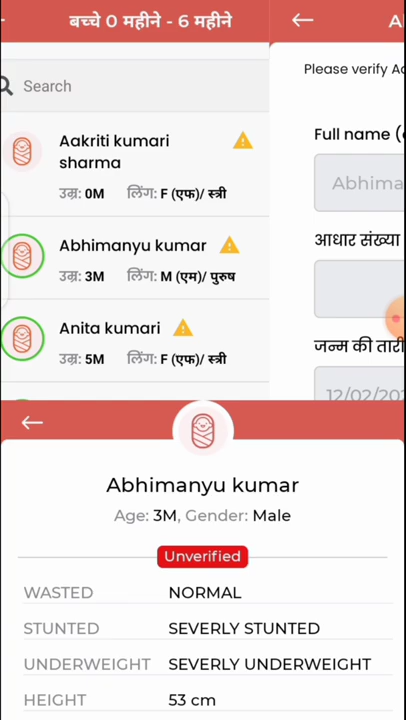 बच्चे 0 महीने - 6 महीने
Search
Aakriti kumari
sharma
उम्र: 0M लिंग: F (एफ)/ स्त्री
Abhimanyu kumar
उम्र: 3M लिंग: M (एम)/ पुरुष
Anita kumari
उम्र: 5M लिंग: F (एफ)/ स्त्री
Please verify
Full name
आधार संख्या
जन्म की
Abhimanyu kumar
Age: 3M, Gender: Male
Unverified
WASTED NORMAL
STUNTED SEVERLY STUNTED
UNDERWEIGHT SEVERLY UNDERWEIGHT
HEIGHT 53 cm